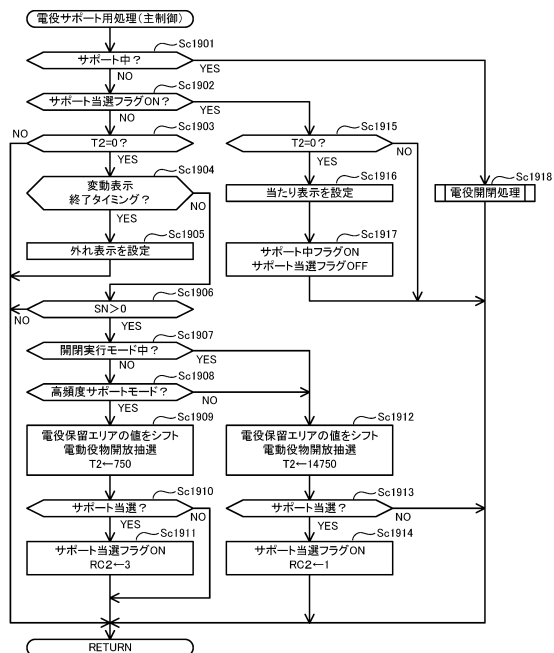 電役サポート用処理(主制御)
Sc1901
サポート中?
NO
YES
Sc1902
サポート当選フラグON?
NO
YES
Sc1903
NO
T2=0?
YES
Sc1915
T2=0?
NO
YES
Sc1904
変動表示
終了タイミング?
NO
YES
Sc1916
当たり表示を設定
Sc1918
電役開閉処理
Sc1905
外れ表示を設定
Sc1917
サポート中フラグON
サポート当選フラグOFF
Sc1906
SN>0
NO
YES
Sc1907
開閉実行モード中?
YES
NO
Sc1908
高頻度サポートモード?
NO
YES
Sc1909
電役保留エリアの値をシフト
電動役物開放抽選
T2←750
Sc1912
電役保留エリアの値をシフト
電動役物開放抽選
T2←14750
Sc1910
サポート当選?
NO
YES
Sc1913
サポート当選?
NO
YES
Sc1911
サポート当選フラグON
RC2←3
Sc1914
サポート当選フラグON
RC2←1
RETURN